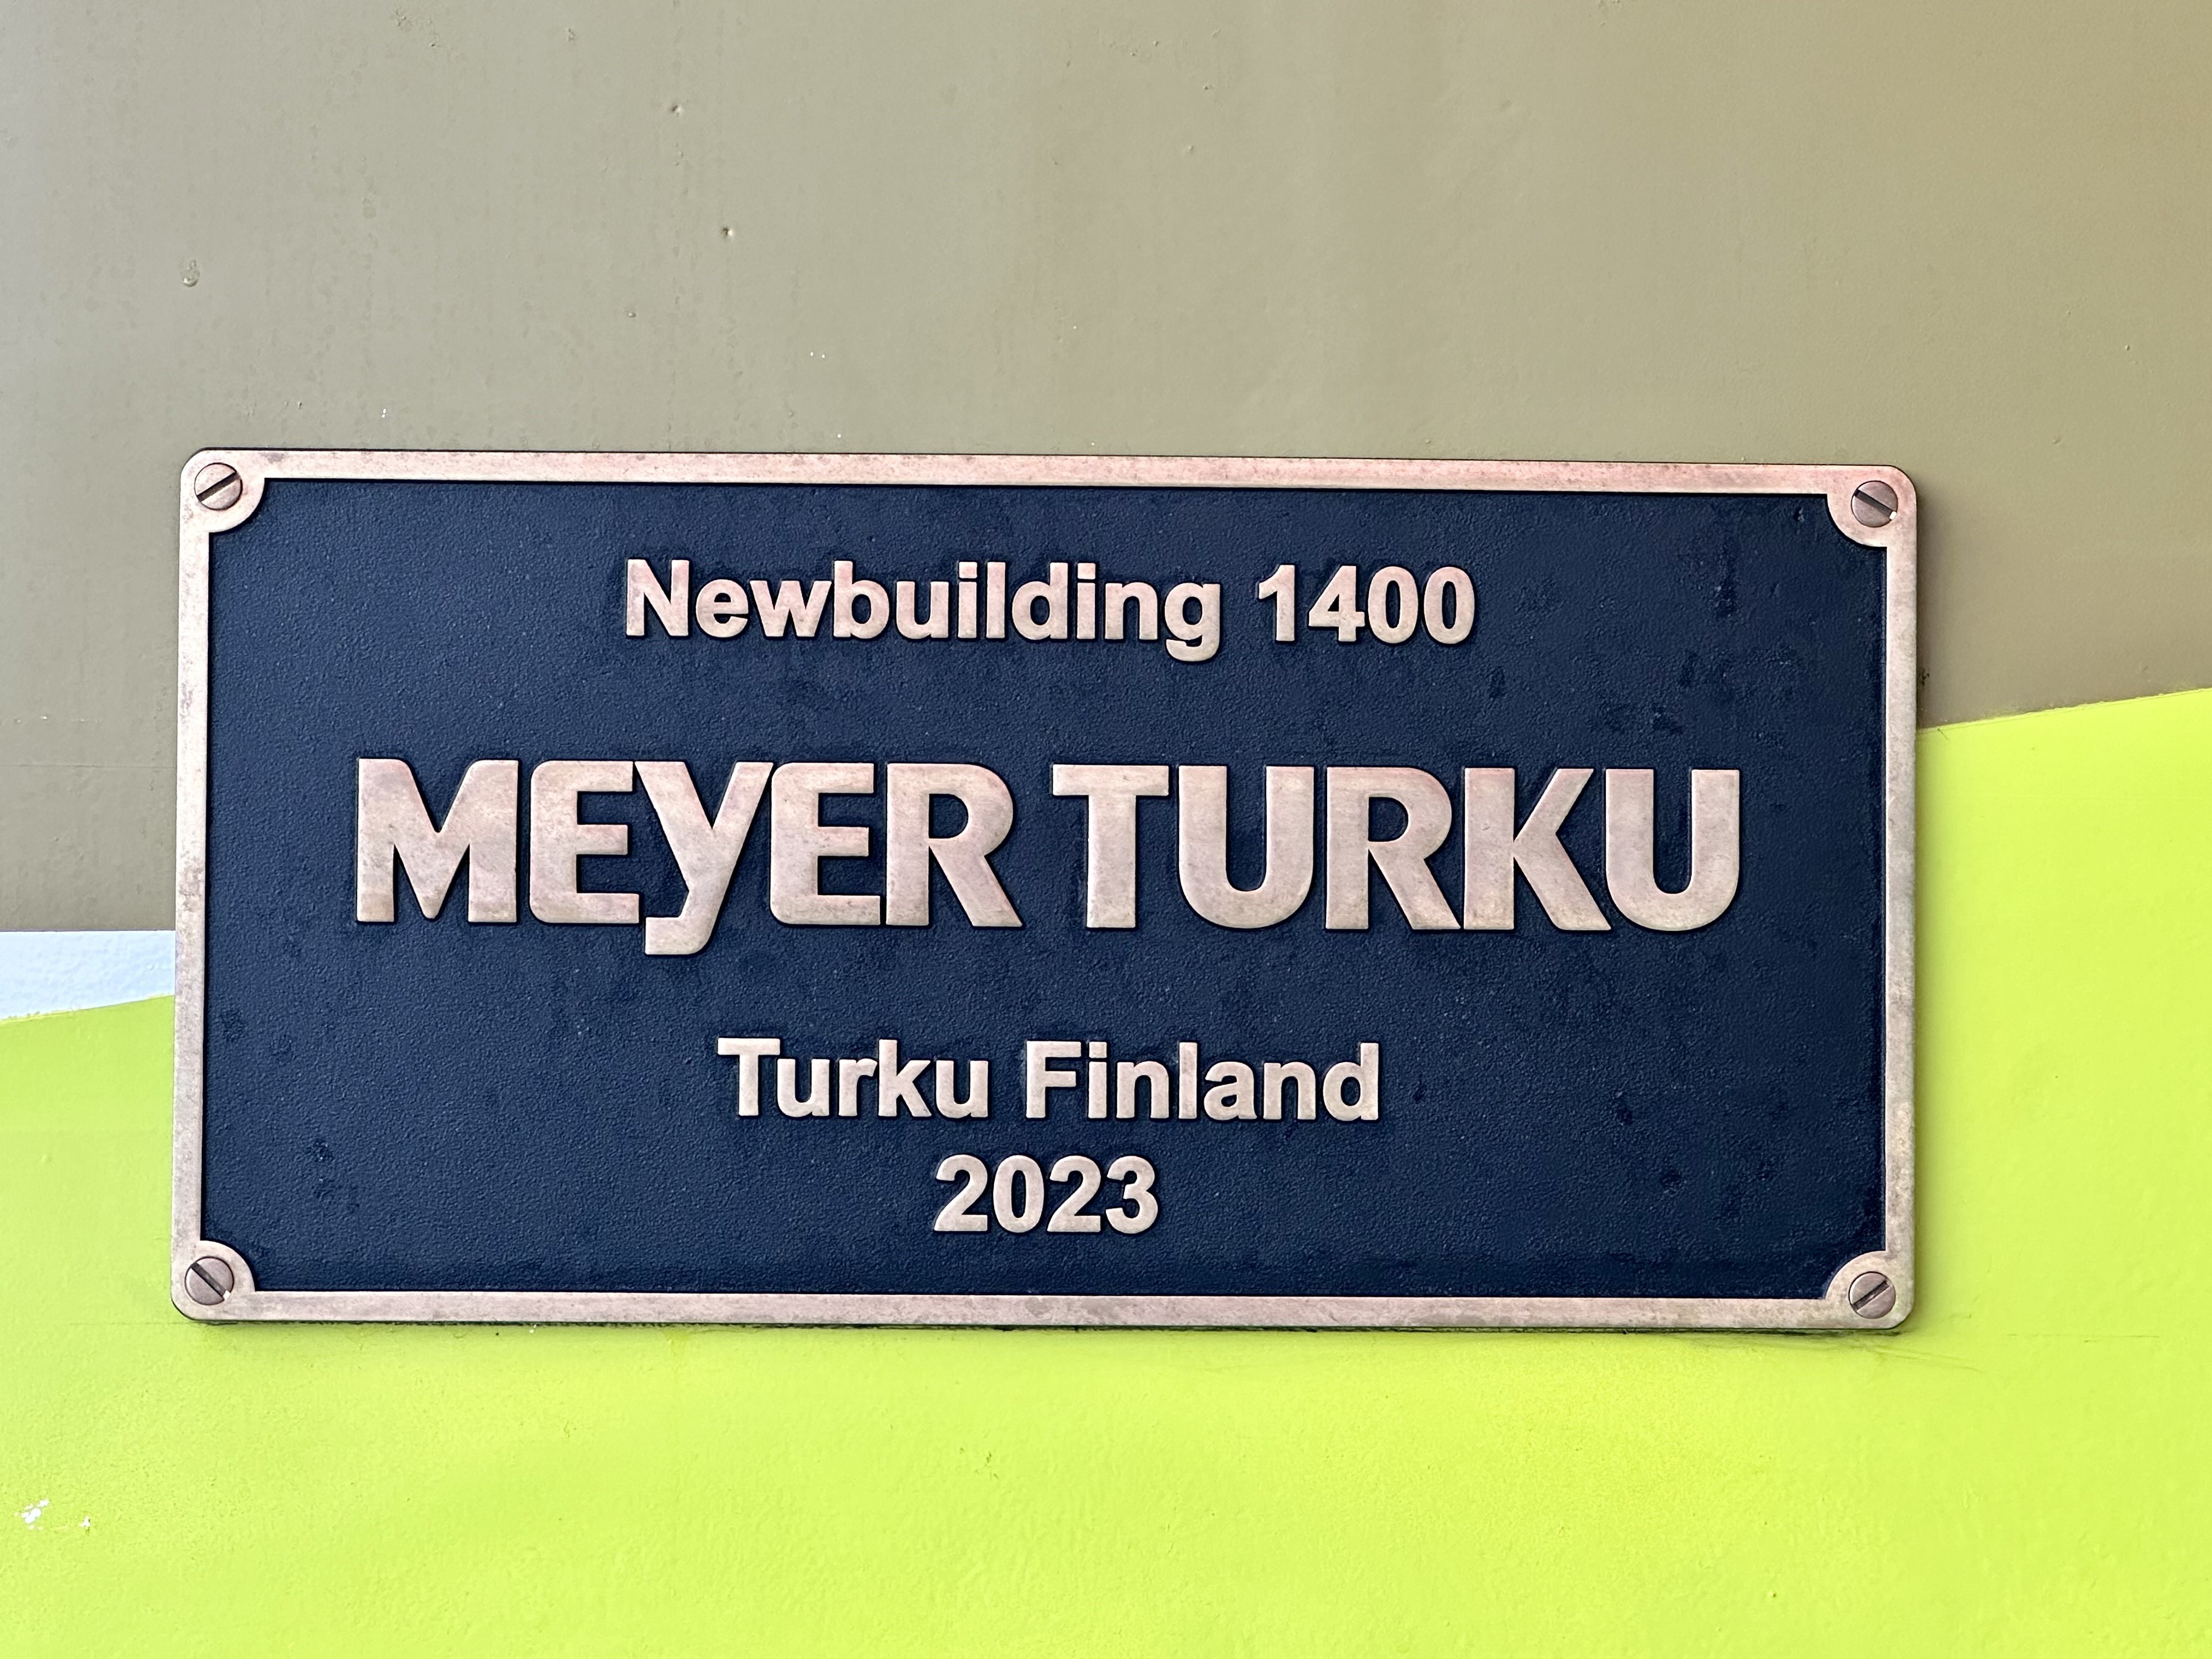 Newbuilding 1400
MEYER TURKU
Turku Finland
2023